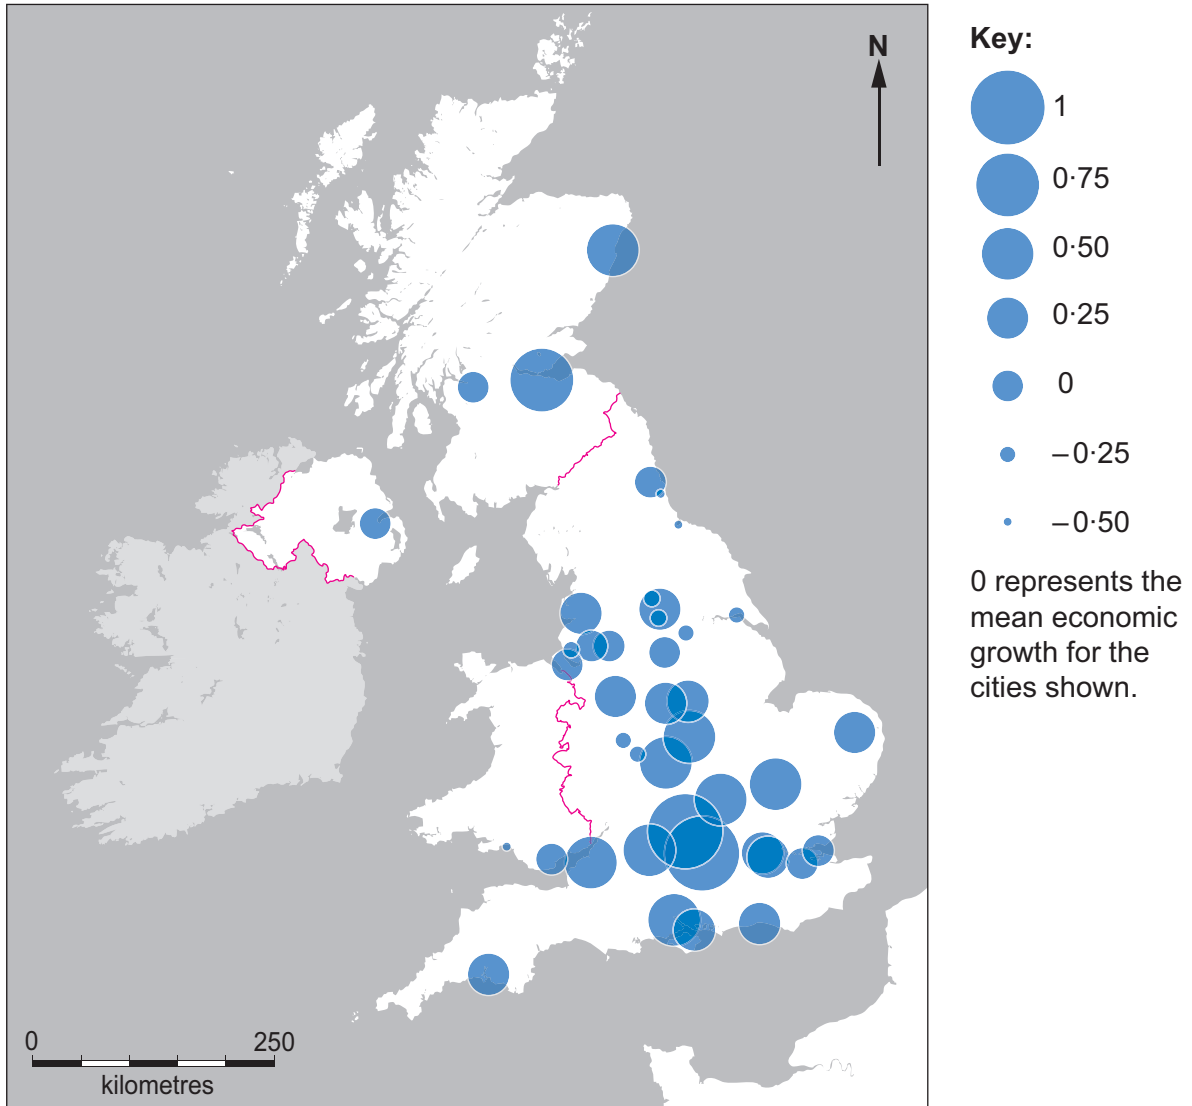 N
0
250
kilometres
Key:
1
0·75
0·50
0·25
0
–0·25
–0·50
0 represents the
mean economic
growth for the
cities shown.